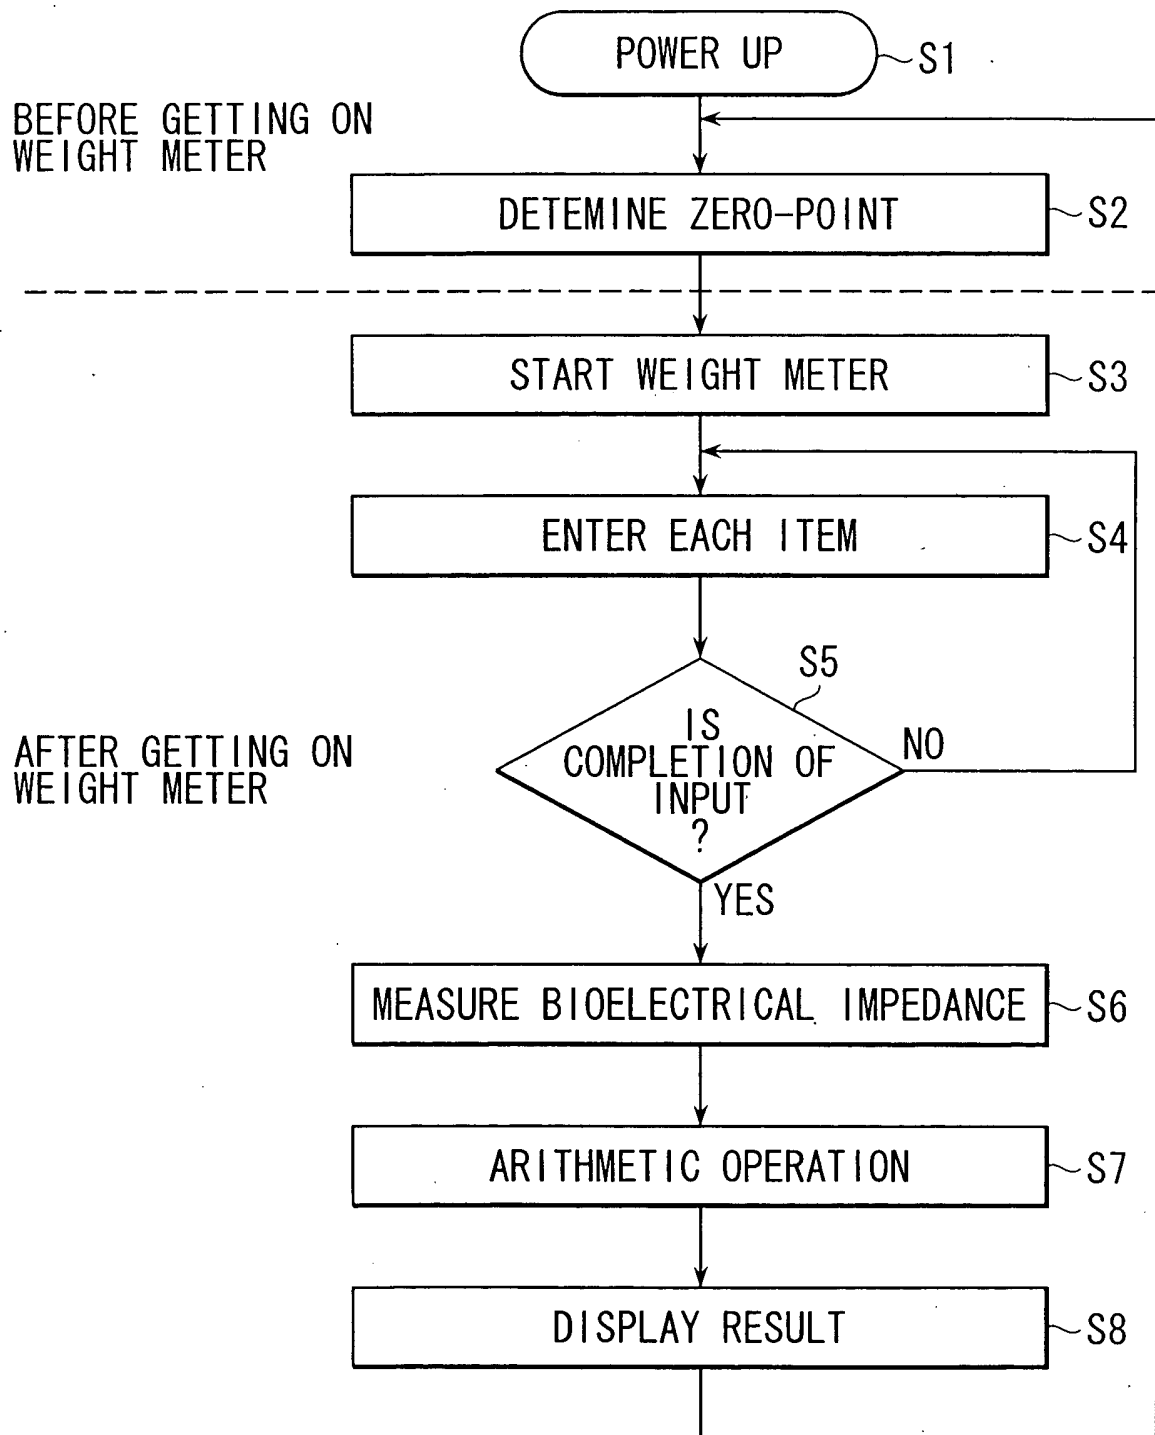 POWER UP
S1
BEFORE GETTING ON
WEIGHT METER
DETEMINE ZERO-POINT
S2
START WEIGHT METER
S3
ENTER EACH ITEM
S4
S5
IS
COMPLETION OF
INPUT
?
NO
AFTER GETTING ON
WEIGHT METER
YES
MEASURE BIOELECTRICAL IMPEDANCE
S6
ARITHMETIC OPERATION
S7
DISPLAY RESULT
S8